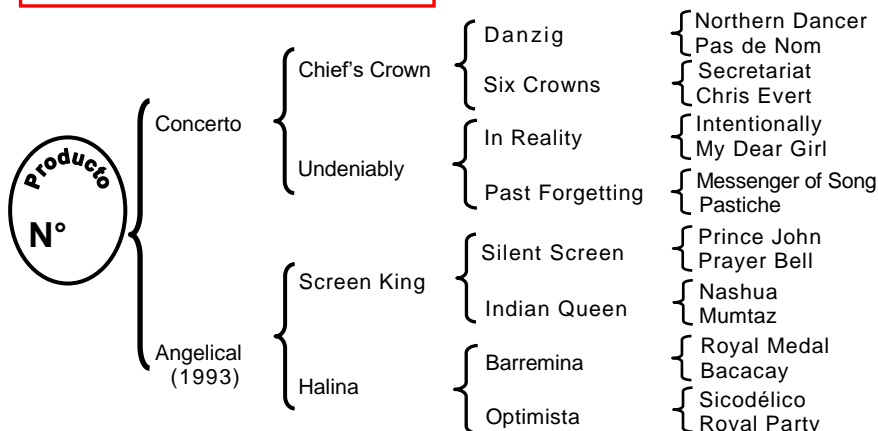 Producto
N°
Concerto
Angelical
(1993)
Chief's Crown
Undeniably
Screen King
Halina
Danzig
Six Crowns
In Reality
Past Forgetting
Silent Screen
Indian Queen
Barremina
Optimista
Northern Dancer
Pas de Nom
Secretariat
Chris Evert
Intentionally
My Dear Girl
Messenger of Song
Pastiche
Prince John
Prayer Bell
Nashua
Mumtaz
Royal Medal
Bacacay
Sicodélico
Royal Party